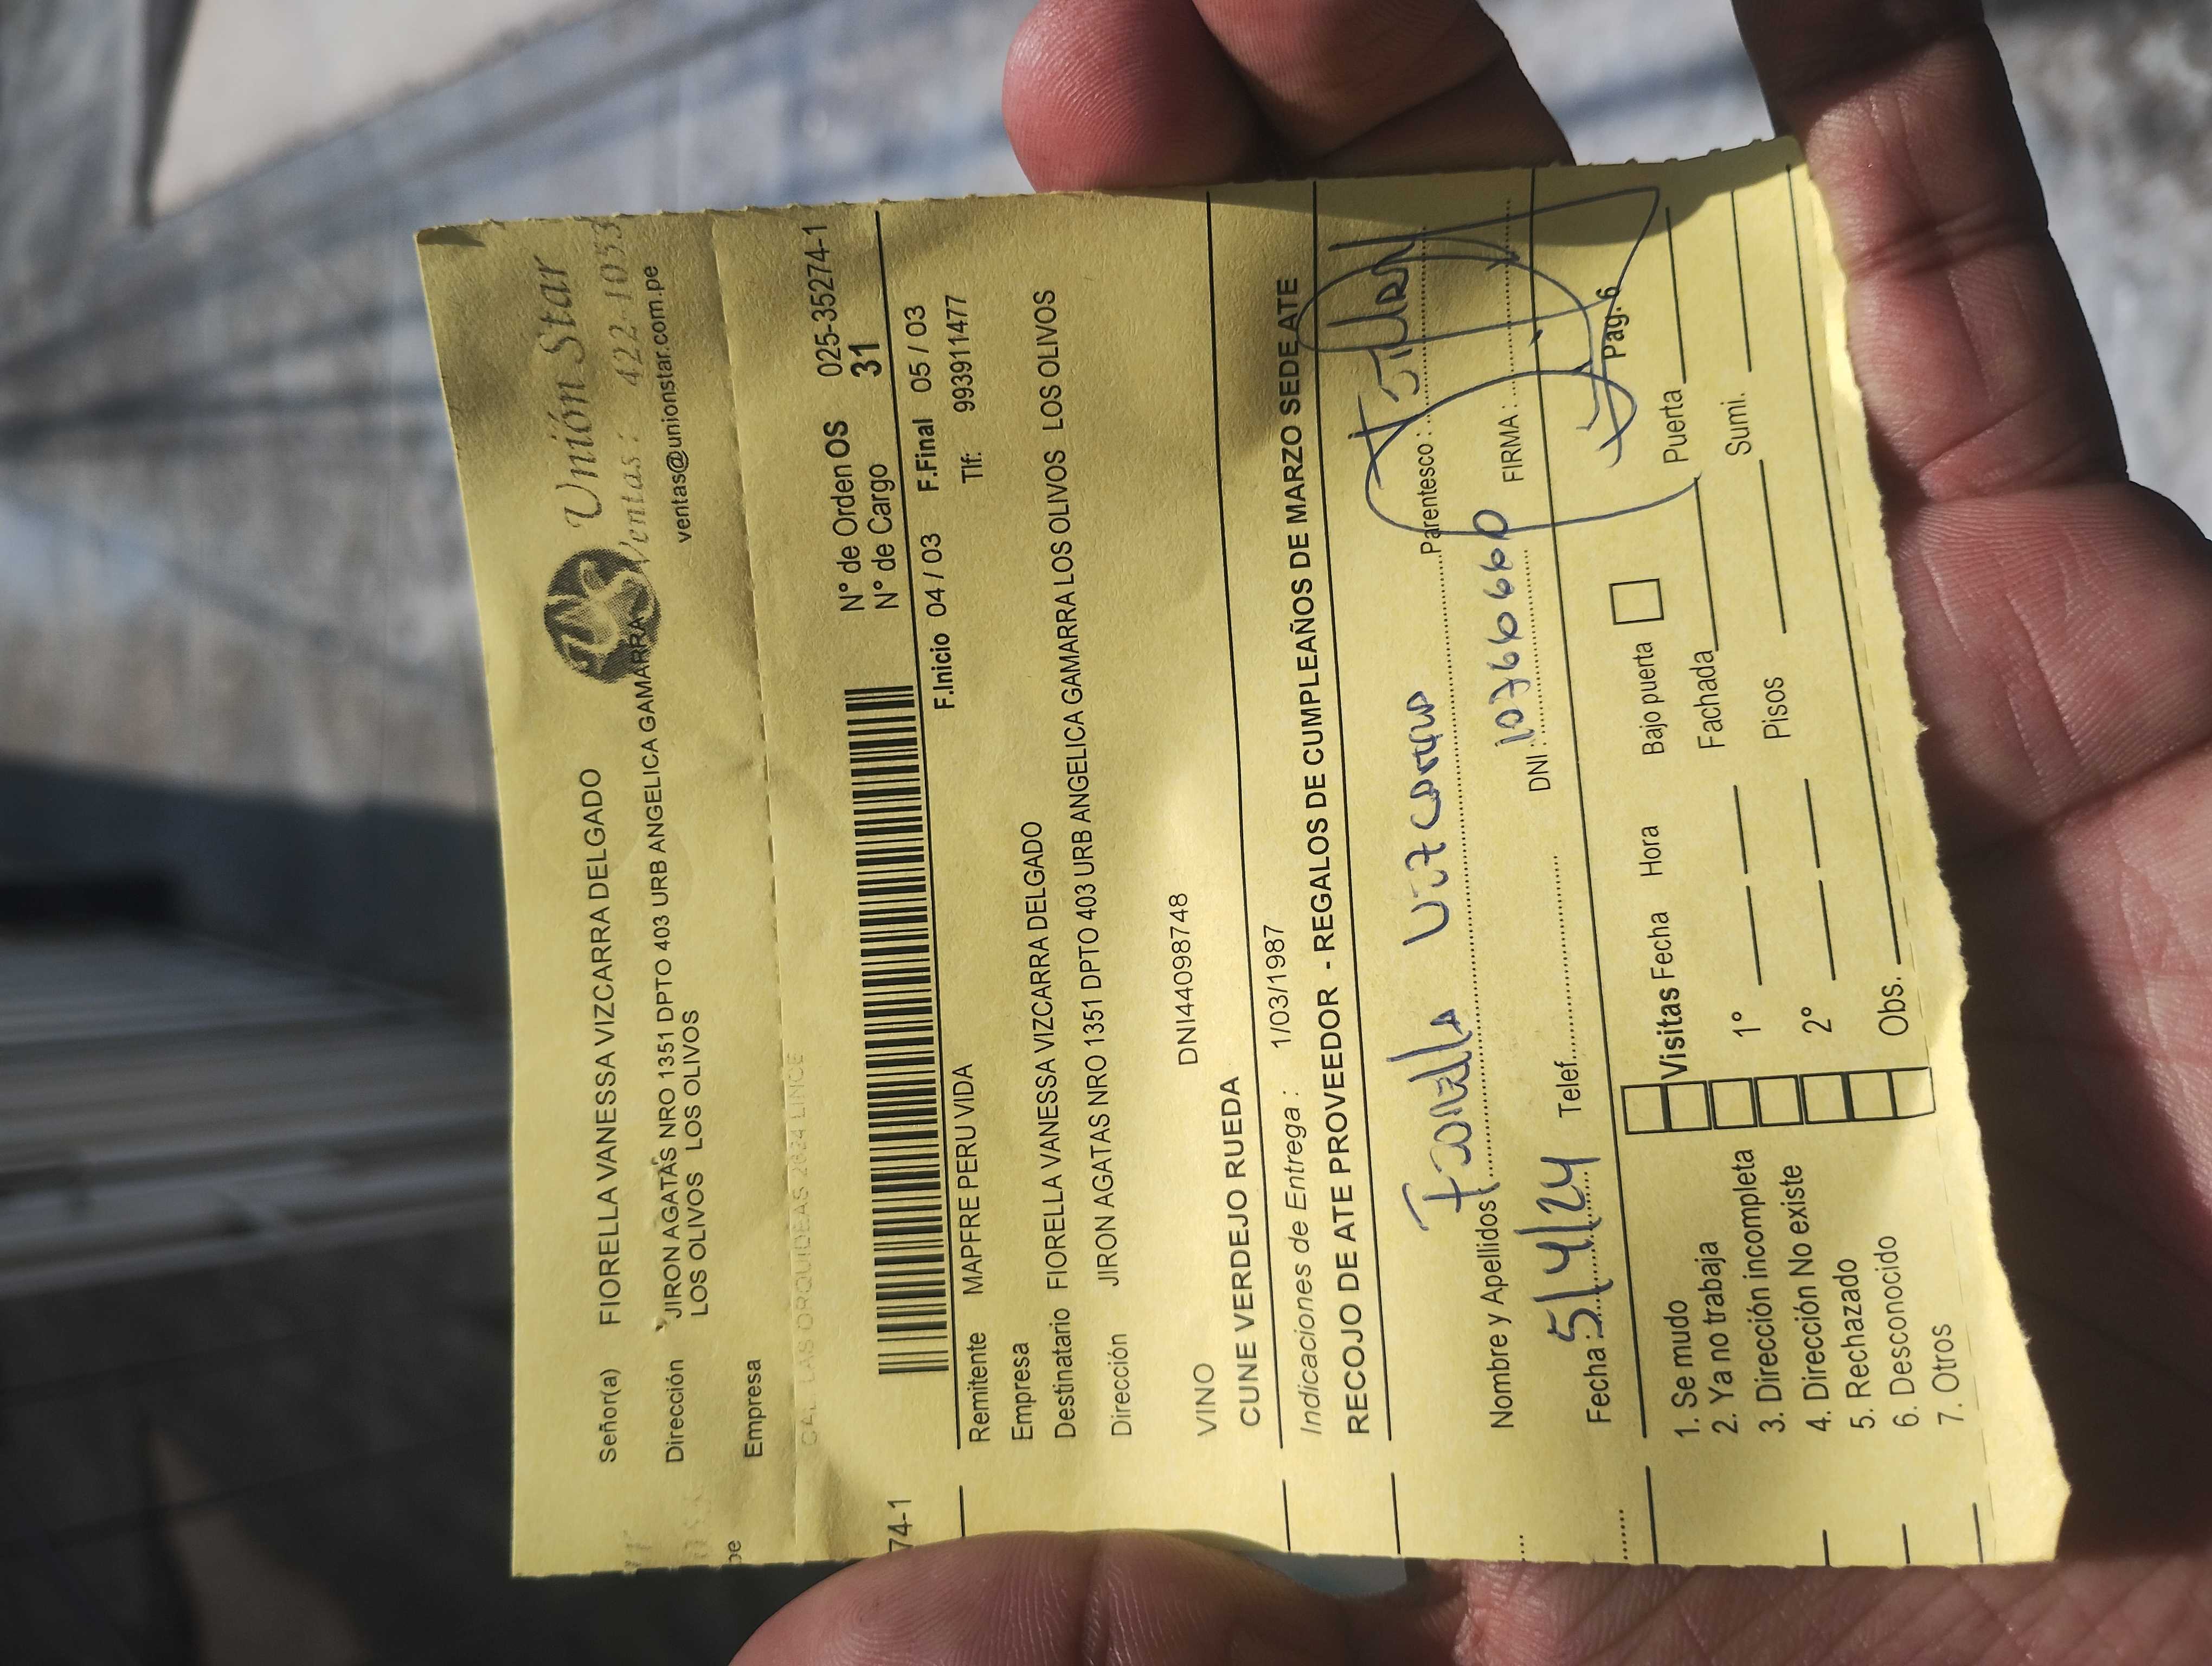 Unión Star
Ventas: 422-1053
ventas@unionstar.com.pe
Señor(a) FIORELLA VANESSA VIZCARRA DELGADO
Dirección JIRON AGATAS NRO 1351 DPTO 403 URB ANGELICA GAMARRA
LOS OLIVOS LOS OLIVOS
Empresa
CAL LAS ORQUIDEAS LINCE
N° de Orden OS 025-35274-1
N° de Cargo 31
74-1
F.Inicio 04 / 03 F.Final 05 / 03
Remitente MAPFRE PERU VIDA Tlf: 993911477
Empresa
Destinatario FIORELLA VANESSA VIZCARRA DELGADO
Dirección JIRON AGATAS NRO 1351 DPTO 403 URB ANGELICA GAMARRA LOS OLIVOS LOS OLIVOS
DNI44098748
VINO
CUNE VERDEJO RUEDA
Indicaciones de Entrega : 1/03/1987
RECOJO DE ATE PROVEEDOR - REGALOS DE CUMPLEAÑOS DE MARZO SEDE ATE
Nombre y Apellidos Parentesco :
Fecha : 5/4/24 Telef. DNI : FIRMA :
Pag. 6
Visitas Fecha Hora Bajo puerta
1. Se mudo
2. Ya no trabaja 1° Fachada Puerta
3. Dirección incompleta
4. Dirección No existe 2° Pisos Sumi.
5. Rechazado
6. Desconocido Obs.
7. Otros